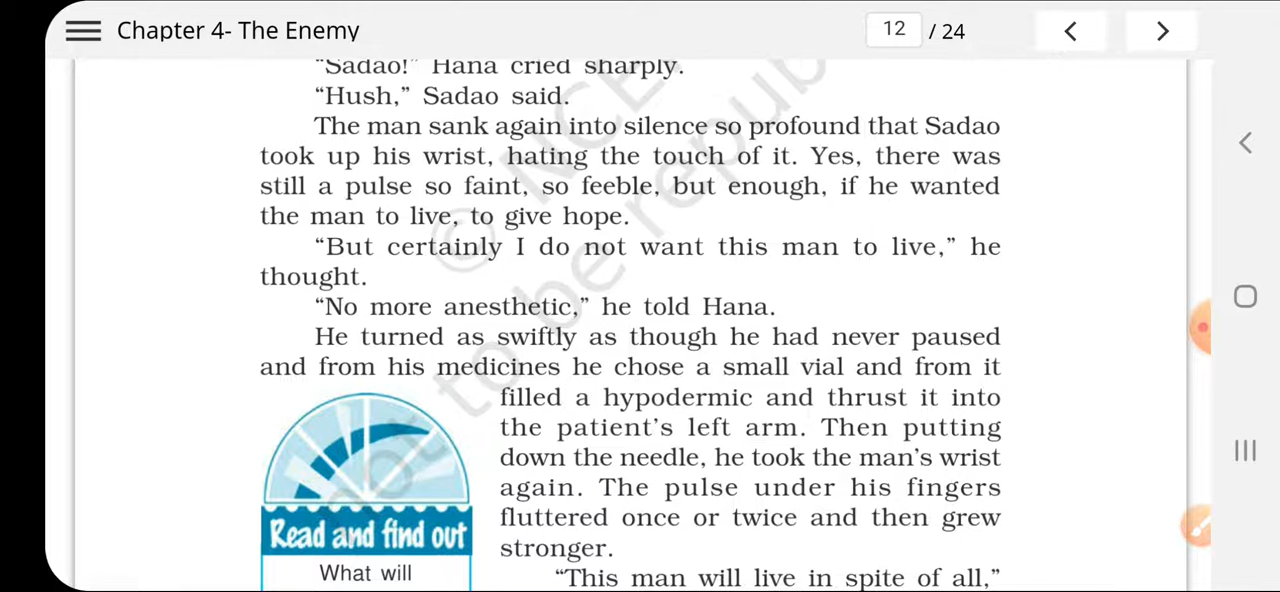 Chapter 4- The Enemy
12 / 24
“Sadao!” Hana cried sharply.
“Hush,” Sadao said.
The man sank again into silence so profound that Sadao
took up his wrist, hating the touch of it. Yes, there was
still a pulse so faint, so feeble, but enough, if he wanted
the man to live, to give hope.
“But certainly I do not want this man to live,” he
thought.
“No more anesthetic,” he told Hana.
He turned as swiftly as though he had never paused
and from his medicines he chose a small vial and from it
filled a hypodermic and thrust it into
the patient’s left arm. Then putting
down the needle, he took the man’s wrist
again. The pulse under his fingers
fluttered once or twice and then grew
stronger.
“This man will live in spite of all,”
Read and find out
What will
© NCE
not to be republ